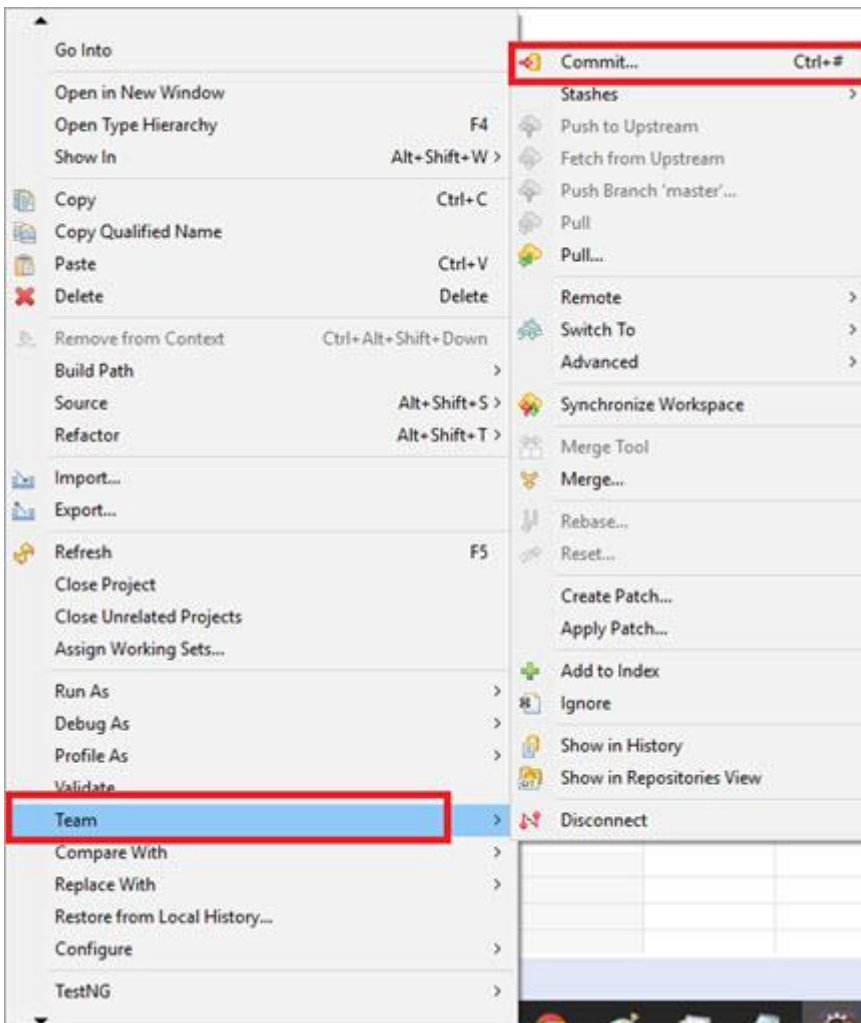 Go Into
Open in New Window
Open Type Hierarchy F4
Show In Alt+Shift+W >
Copy Ctrl+C
Copy Qualified Name
Paste Ctrl+V
Delete Delete
Remove from Context Ctrl+Alt+Shift+Down
Build Path >
Source Alt+Shift+S >
Refactor Alt+Shift+T >
Import...
Export...
Refresh F5
Close Project
Close Unrelated Projects
Assign Working Sets...
Run As >
Debug As >
Profile As >
Validate
Team >
Compare With >
Replace With >
Restore from Local History...
Configure >
TestNG >
Commit... Ctrl+#
Stashes >
Push to Upstream
Fetch from Upstream
Push Branch 'master'...
Pull
Pull...
Remote >
Switch To >
Advanced >
Synchronize Workspace
Merge Tool
Merge...
Rebase...
Reset...
Create Patch...
Apply Patch...
Add to Index
Ignore
Show in History
Show in Repositories View
Disconnect